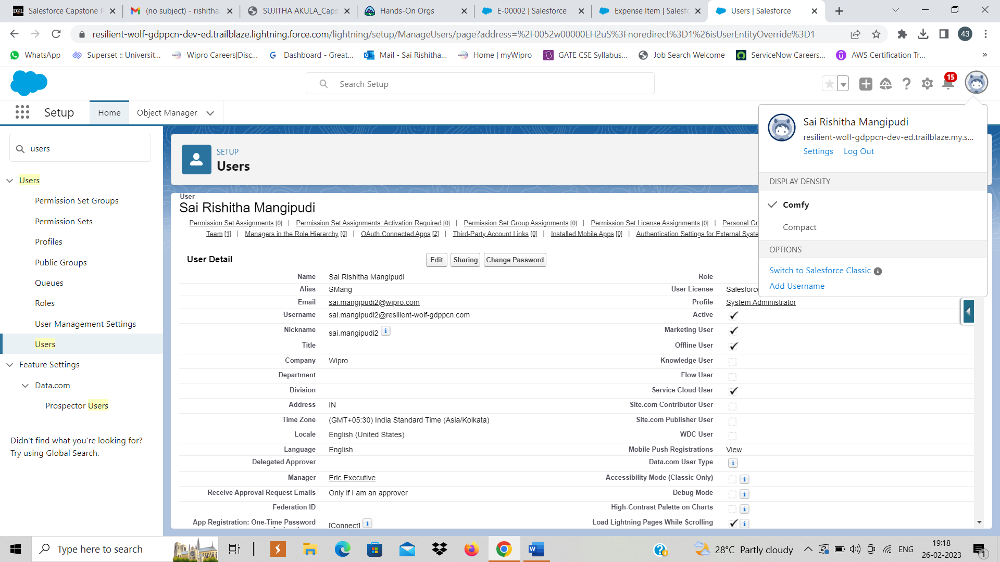 Salesforce Capstone P
(no subject) - rishitha.
SUJITHA AKULA_Caps
Hands-On Orgs
E-00002 | Salesforce
Expense Item | Salesfo
Users | Salesforce
resilient-wolf-gdppcn-dev-ed.trailblaze.lightning.force.com/lightning/setup/ManageUsers/page?address=%2F0052w00000EH2uS%3Fnoredirect%3D1%26isUserEntityOverride%3D1
43
WhatsApp
Superset :: Universit...
Wipro Careers|Disc...
Dashboard - Great...
Mail - Sai Rishitha...
Home | myWipro
GATE CSE Syllabus...
Job Search Welcome
ServiceNow Careers...
AWS Certification Tr...
»
Search Setup
15
Setup
Home
Object Manager
Sai Rishitha Mangipudi
resilient-wolf-gdppcn-dev-ed.trailblaze.my.s...
Settings Log Out
DISPLAY DENSITY
Comfy
Compact
OPTIONS
Switch to Salesforce Classic
Add Username
users
Users
Permission Set Groups
Permission Sets
Profiles
Public Groups
Queues
Roles
User Management Settings
Users
Feature Settings
Data.com
Prospector Users
Didn't find what you're looking for?
Try using Global Search.
SETUP
Users
User
Sai Rishitha Mangipudi
Permission Set Assignments [0] | Permission Set Assignments: Activation Required [0] | Permission Set Group Assignments [0] | Permission Set License Assignments [0] | Personal Gr
Team [1] | Managers in the Role Hierarchy [0] | OAuth Connected Apps [2] | Third-Party Account Links [0] | Installed Mobile Apps [0] | Authentication Settings for External Syste
User Detail
Edit Sharing Change Password
Name Sai Rishitha Mangipudi Role
Alias SMang User License Salesforce
Email sai.mangipudi2@wipro.com Profile System Administrator
Username sai.mangipudi2@resilient-wolf-gdppcn.com Active
Nickname sai.mangipudi2 i Marketing User
Title Offline User
Company Wipro Knowledge User
Department Flow User
Division Service Cloud User
Address IN Site.com Contributor User
Time Zone (GMT+05:30) India Standard Time (Asia/Kolkata) Site.com Publisher User
Locale English (United States) WDC User
Language English Mobile Push Registrations View
Delegated Approver Data.com User Type i
Manager Eric Executive Accessibility Mode (Classic Only) i
Receive Approval Request Emails Only if I am an approver Debug Mode i
Federation ID High-Contrast Palette on Charts i
App Registration: One-Time Password [Connect] i Load Lightning Pages While Scrolling i
Type here to search
28°C Partly cloudy
ENG
19:18
26-02-2023
1